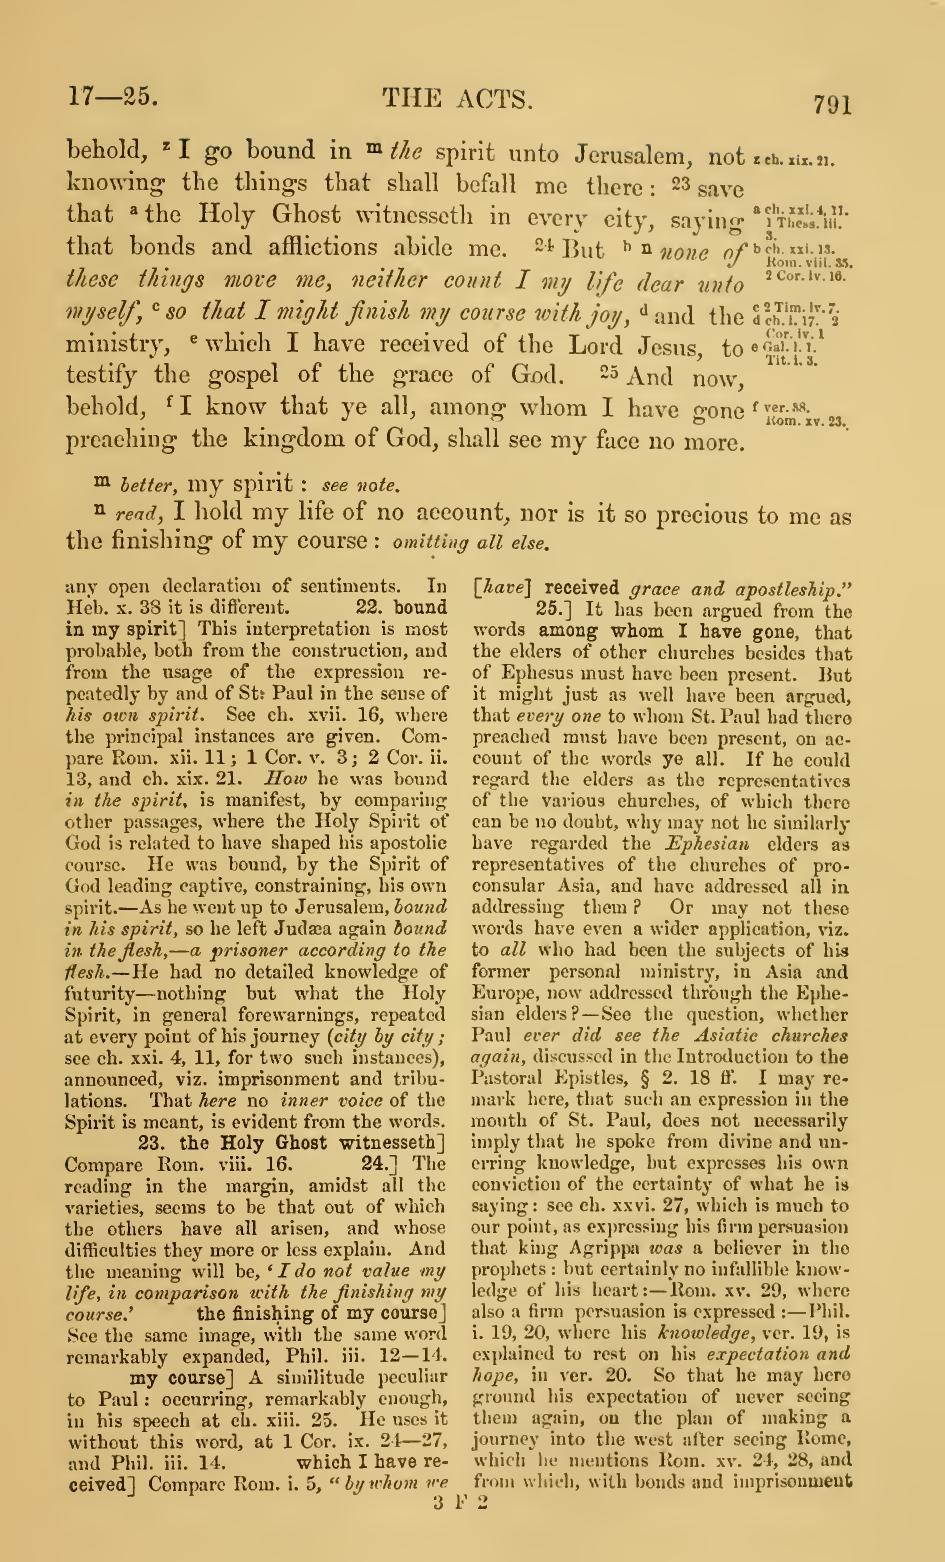 17—25.
THE ACTS.
791
behold, z I go bound in m the spirit unto Jerusalem, not
knowing the things that shall befall me there : 23 save
that a the Holy Ghost witnesseth in every city, saying
that bonds and afflictions abide me. 24 But b n none of
these things move me, neither count I my life dear unto
myself, c so that I might finish my course with joy, d and the
ministry, e which I have received of the Lord Jesus, to
testify the gospel of the grace of God. 25 And now,
behold, f I know that ye all, among whom I have gone
preaching the kingdom of God, shall see my face no more.
z ch. xix. 21.
a ch. xxi. 4, 11.
1 Thess. iii.
3.
b ch. xxi. 13.
Rom. viii. 35.
2 Cor. iv. 16.
c 2 Tim. iv. 7.
d ch. i. 17. 2
Cor. iv. 1
e Gal. i. 1.
Tit. i. 3.
f ver. 38.
Rom. xv. 23.
m better, my spirit : see note.
n read, I hold my life of no account, nor is it so precious to me as
the finishing of my course : omitting all else.
any open declaration of sentiments. In
Heb. x. 38 it is different. 22. bound
in my spirit] This interpretation is most
probable, both from the construction, and
from the usage of the expression re-
peatedly by and of St. Paul in the sense of
his own spirit. See ch. xvii. 16, where
the principal instances are given. Com-
pare Rom. xii. 11; 1 Cor. v. 3; 2 Cor. ii.
13, and ch. xix. 21. How he was bound
in the spirit, is manifest, by comparing
other passages, where the Holy Spirit of
God is related to have shaped his apostolic
course. He was bound, by the Spirit of
God leading captive, constraining, his own
spirit.—As he went up to Jerusalem, bound
in his spirit, so he left Judæa again bound
in the flesh,—a prisoner according to the
flesh.—He had no detailed knowledge of
futurity—nothing but what the Holy
Spirit, in general forewarnings, repeated
at every point of his journey (city by city;
see ch. xxi. 4, 11, for two such instances),
announced, viz. imprisonment and tribu-
lations. That here no inner voice of the
Spirit is meant, is evident from the words.
23. the Holy Ghost witnesseth]
Compare Rom. viii. 16. 24.] The
reading in the margin, amidst all the
varieties, seems to be that out of which
the others have all arisen, and whose
difficulties they more or less explain. And
the meaning will be, ‘I do not value my
life, in comparison with the finishing my
course.’ the finishing of my course]
See the same image, with the same word
remarkably expanded, Phil. iii. 12—14.
my course] A similitude peculiar
to Paul : occurring, remarkably enough,
in his speech at ch. xiii. 25. He uses it
without this word, at 1 Cor. ix. 24—27,
and Phil. iii. 14. which I have re-
ceived] Compare Rom. i. 5, “by whom we
[have] received grace and apostleship.”
25.] It has been argued from the
words among whom I have gone, that
the elders of other churches besides that
of Ephesus must have been present. But
it might just as well have been argued,
that every one to whom St. Paul had there
preached must have been present, on ac-
count of the words ye all. If he could
regard the elders as the representatives
of the various churches, of which there
can be no doubt, why may not he similarly
have regarded the Ephesian elders as
representatives of the churches of pro-
consular Asia, and have addressed all in
addressing them? Or may not these
words have even a wider application, viz.
to all who had been the subjects of his
former personal ministry, in Asia and
Europe, now addressed through the Ephe-
sian elders?—See the question, whether
Paul ever did see the Asiatic churches
again, discussed in the Introduction to the
Pastoral Epistles, § 2. 18 ff. I may re-
mark here, that such an expression in the
mouth of St. Paul, does not necessarily
imply that he spoke from divine and un-
erring knowledge, but expresses his own
conviction of the certainty of what he is
saying: see ch. xxvi. 27, which is much to
our point, as expressing his firm persuasion
that king Agrippa was a believer in the
prophets : but certainly no infallible know-
ledge of his heart:—Rom. xv. 29, where
also a firm persuasion is expressed :—Phil.
i. 19, 20, where his knowledge, ver. 19, is
explained to rest on his expectation and
hope, in ver. 20. So that he may here
ground his expectation of never seeing
them again, on the plan of making a
journey into the west after seeing Rome,
which he mentions Rom. xv. 24, 28, and
from which, with bonds and imprisonment
3 F 2